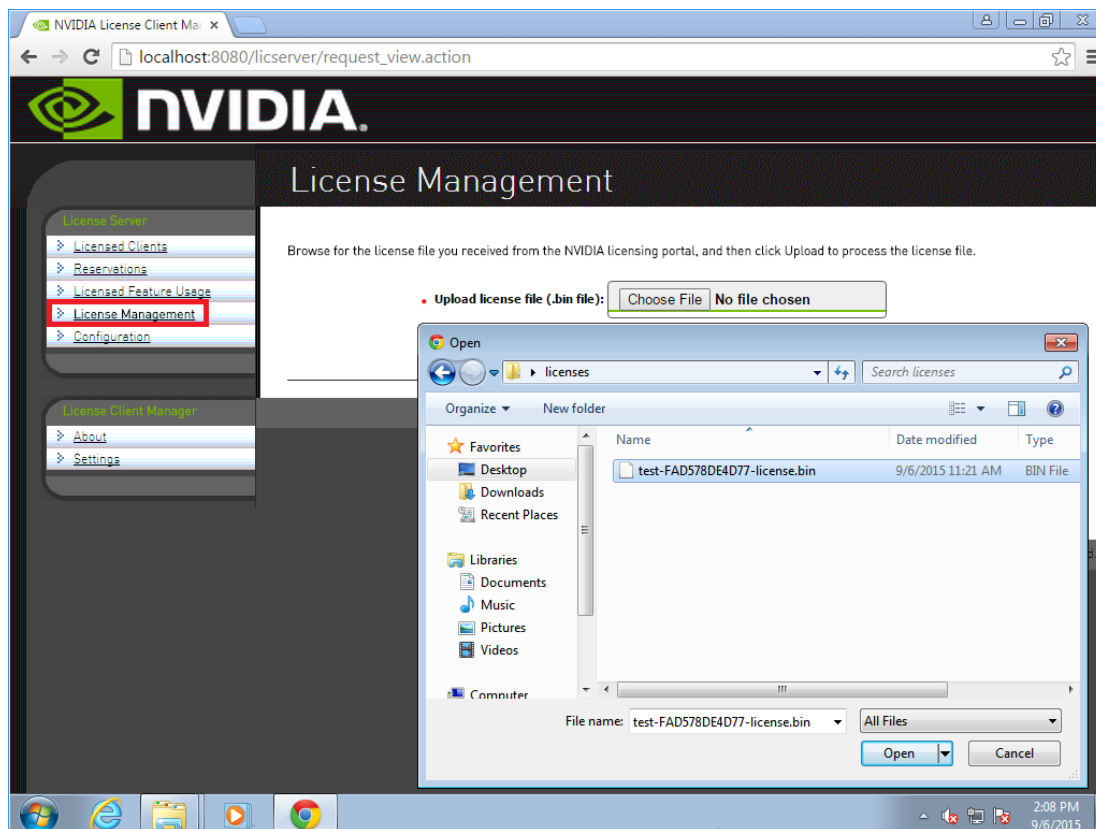 NVIDIA License Client Ma
localhost:8080/licserver/request_view.action
NVIDIA.
License Management
License Server
Licensed Clients
Reservations
Licensed Feature Usage
License Management
Configuration
License Client Manager
About
Settings
Browse for the license file you received from the NVIDIA licensing portal, and then click Upload to process the license file.
Upload license file (.bin file): Choose File No file chosen
Open
licenses
Search licenses
Organize New folder
Favorites
Desktop
Downloads
Recent Places
Libraries
Documents
Music
Pictures
Videos
Computer
Name Date modified Type
test-FAD578DE4D77-license.bin 9/6/2015 11:21 AM BIN File
File name: test-FAD578DE4D77-license.bin All Files
Open Cancel
2:08 PM
9/6/2015